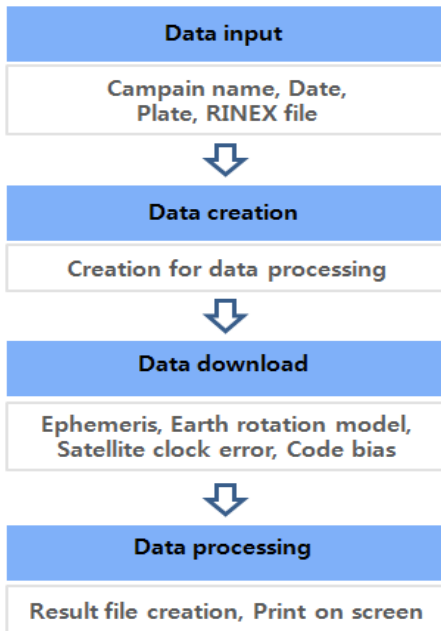 Data input
Campain name, Date,
Plate, RINEX file
Data creation
Creation for data processing
Data download
Ephemeris, Earth rotation model,
Satellite clock error, Code bias
Data processing
Result file creation, Print on screen